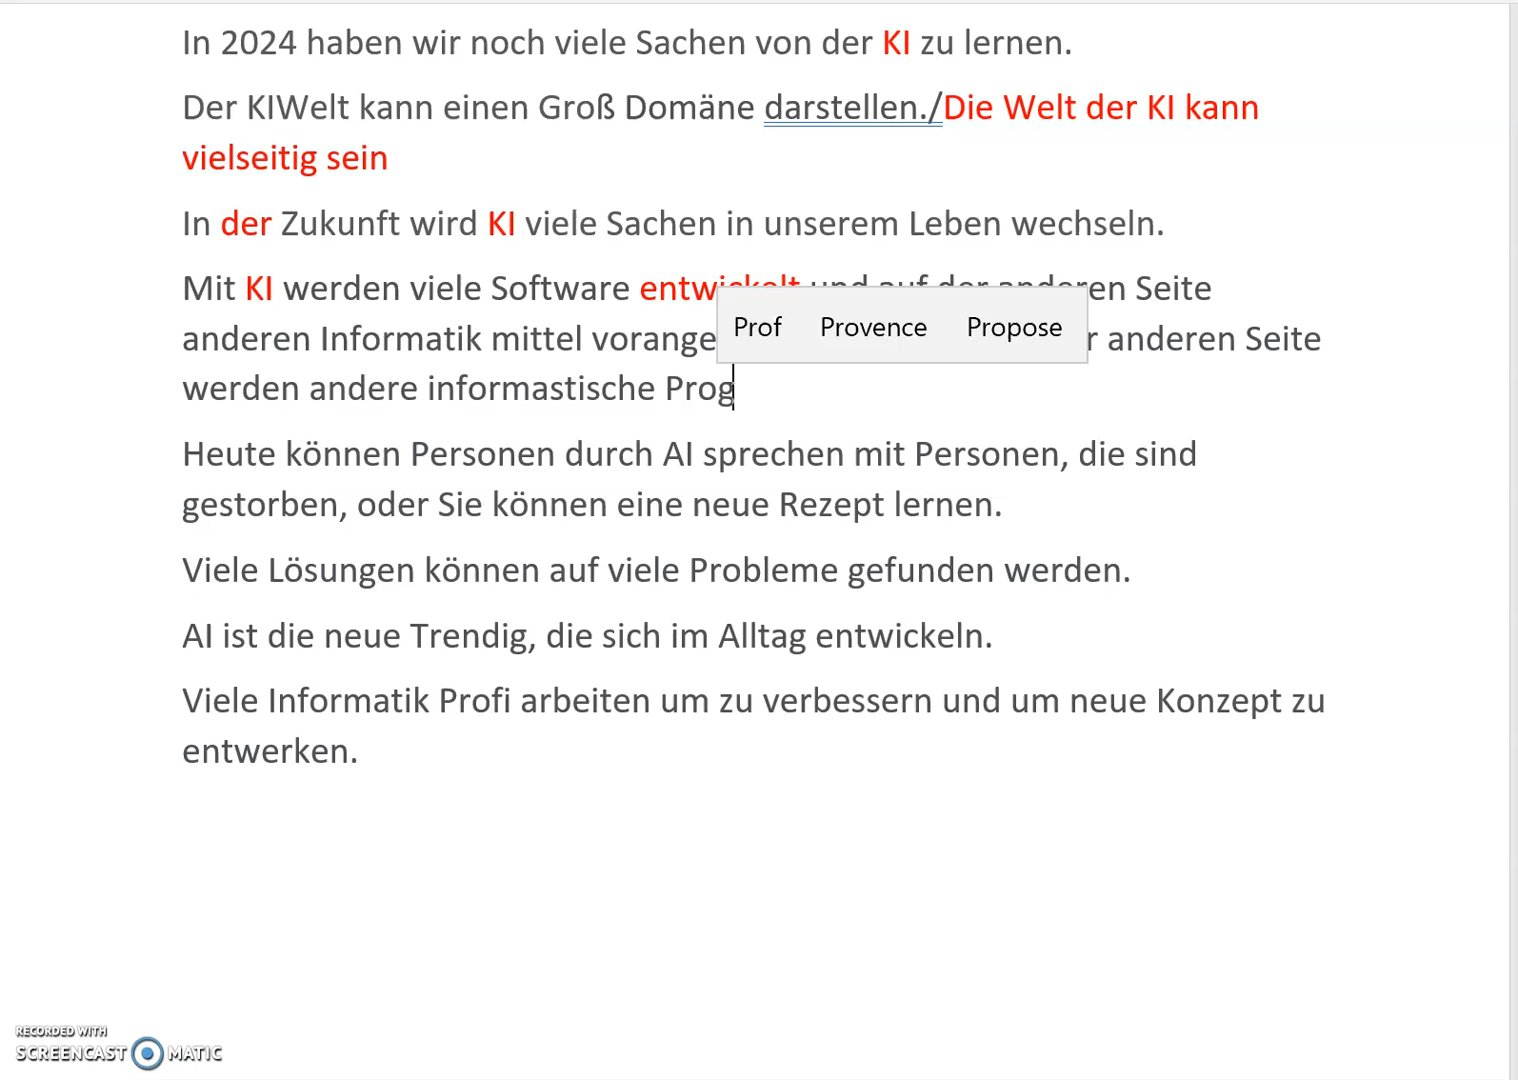 In 2024 haben wir noch viele Sachen von der KI zu lernen.
Der KIWelt kann einen Groß Domäne darstellen./Die Welt der KI kann
vielseitig sein
In der Zukunft wird KI viele Sachen in unserem Leben wechseln.
Mit KI werden viele Software entwickelt und auf der anderen Seite
Prof Provence Propose
anderen Informatik mittel vorange r anderen Seite
werden andere informastische Prog
Heute können Personen durch AI sprechen mit Personen, die sind
gestorben, oder Sie können eine neue Rezept lernen.
Viele Lösungen können auf viele Probleme gefunden werden.
AI ist die neue Trendig, die sich im Alltag entwickeln.
Viele Informatik Profi arbeiten um zu verbessern und um neue Konzept zu
entwerken.
RECORDED WITH
SCREENCAST MATIC